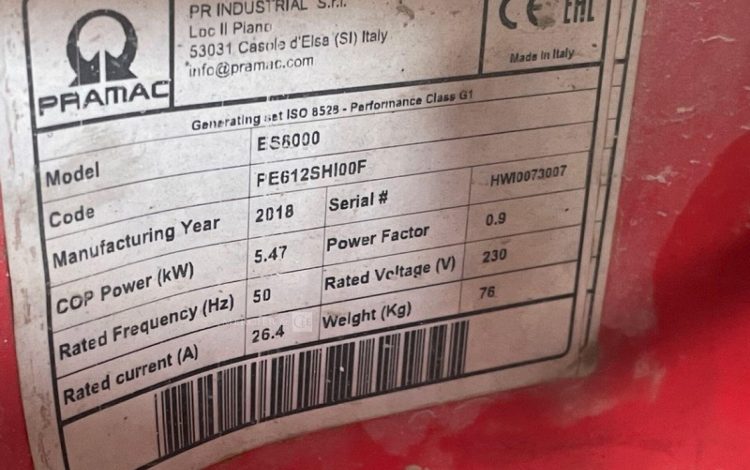 PRAMAC
PR INDUSTRIAL S.r.l.
Loc Il Piano
53031 Casole d'Elsa (SI) Italy
info@pramac.com
CE EAC
Made in Italy
Generating set ISO 8528 - Performance Class G1
Model ES8000
Code PE612SHI00F
Manufacturing Year 2018 Serial # HWI0073007
COP Power (kW) 5.47 Power Factor 0.9
Rated Frequency (Hz) 50 Rated Voltage (V) 230
Rated current (A) 26.4 Weight (Kg) 76